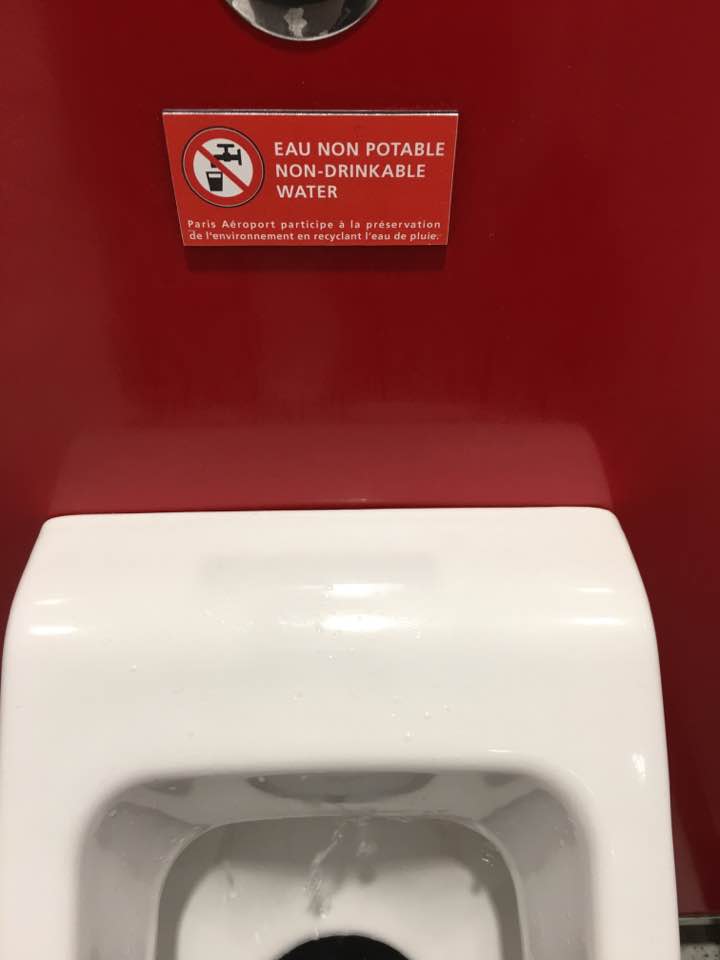 EAU NON POTABLE
NON-DRINKABLE
WATER
Paris Aéroport participe à la préservation
de l'environnement en recyclant l'eau de pluie.